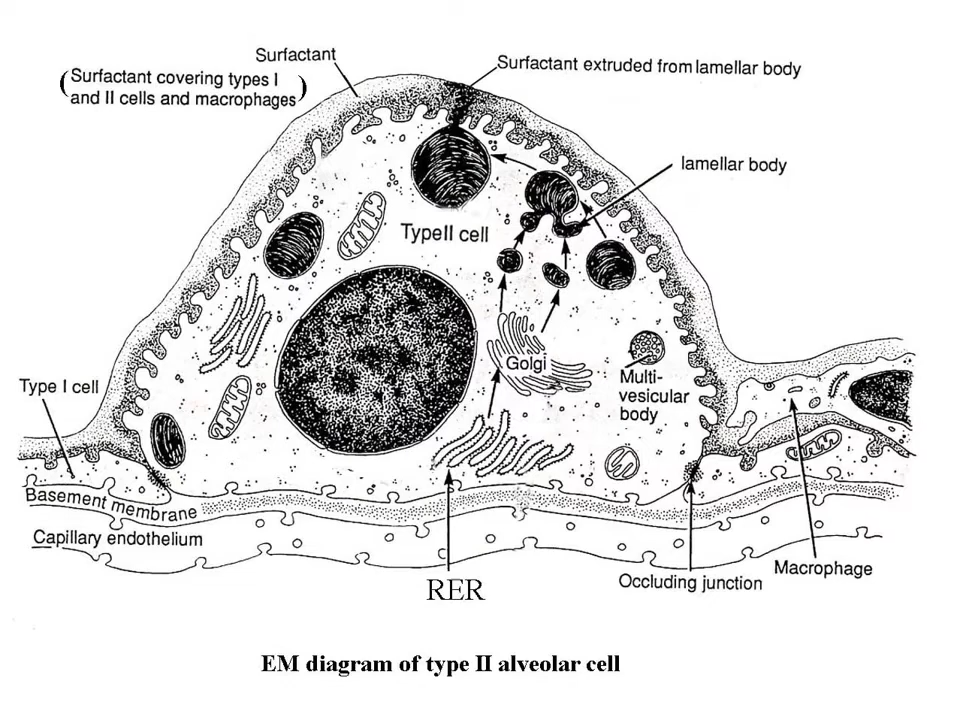 Surfactant
(Surfactant covering types I
and II cells and macrophages)
Surfactant extruded from lamellar body
lamellar body
TypeII cell
Golgi
Multi-
vesicular
body
Type I cell
Basement membrane
Capillary endothelium
RER
Occluding junction
Macrophage
EM diagram of type II alveolar cell